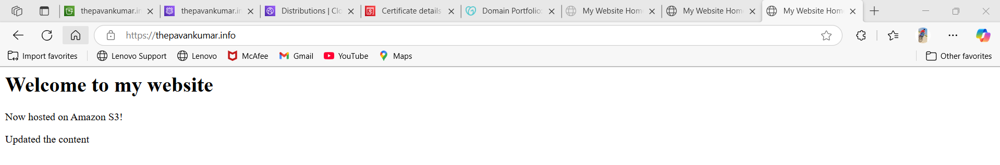 thepavankumar.in
thepavankumar.in
Distributions | Clo
Certificate details
Domain Portfolio
My Website Hom
My Website Hom
My Website Hom
https://thepavankumar.info
Import favorites
Lenovo Support
Lenovo
McAfee
Gmail
YouTube
Maps
Other favorites
Welcome to my website
Now hosted on Amazon S3!
Updated the content